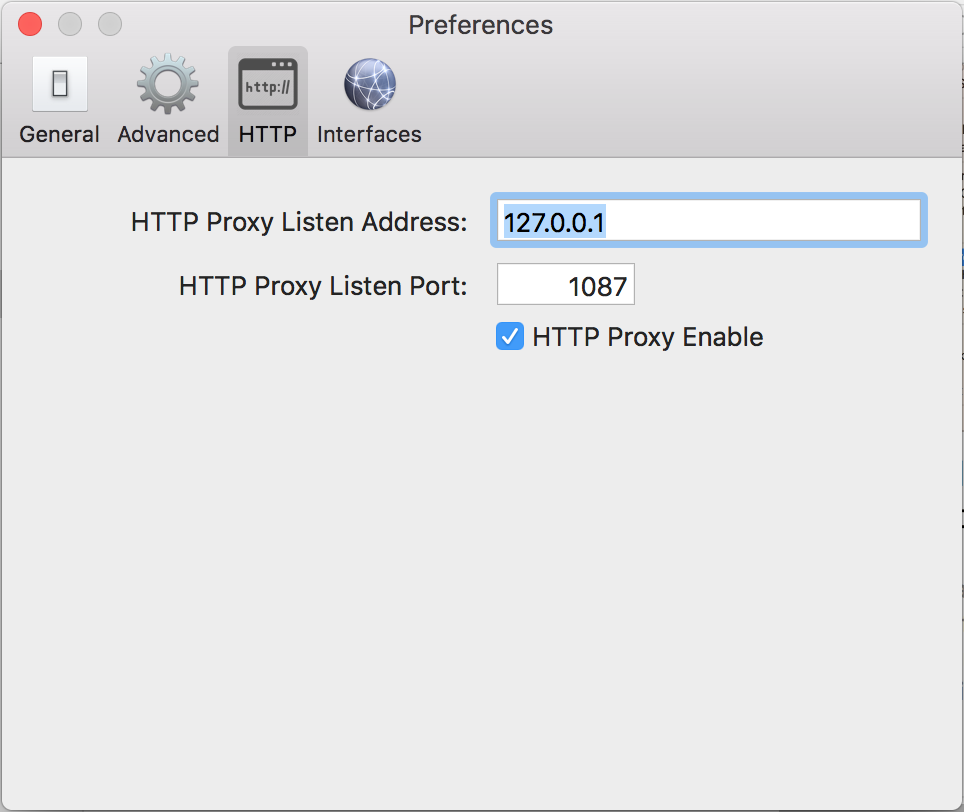 Preferences
http://
General Advanced HTTP Interfaces
HTTP Proxy Listen Address: 127.0.0.1
HTTP Proxy Listen Port: 1087
HTTP Proxy Enable